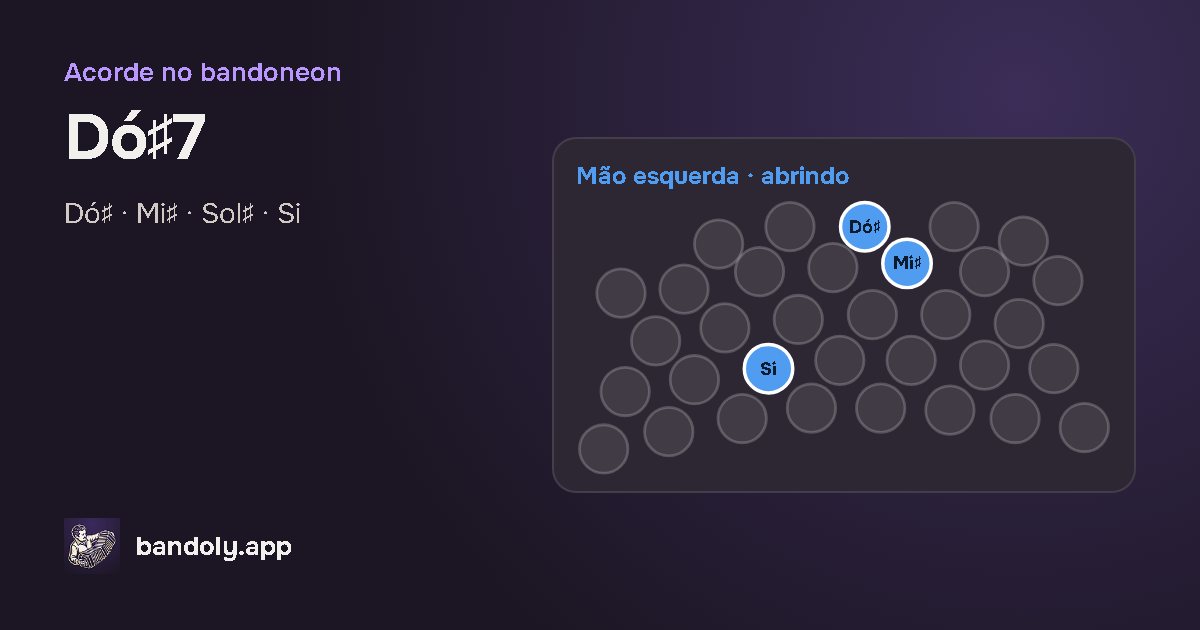 Acorde no bandoneon
Dó♯7
Dó♯ · Mi♯ · Sol♯ · Si
Mão esquerda · abrindo
Dó♯
Mi♯
Si
bandoly.app